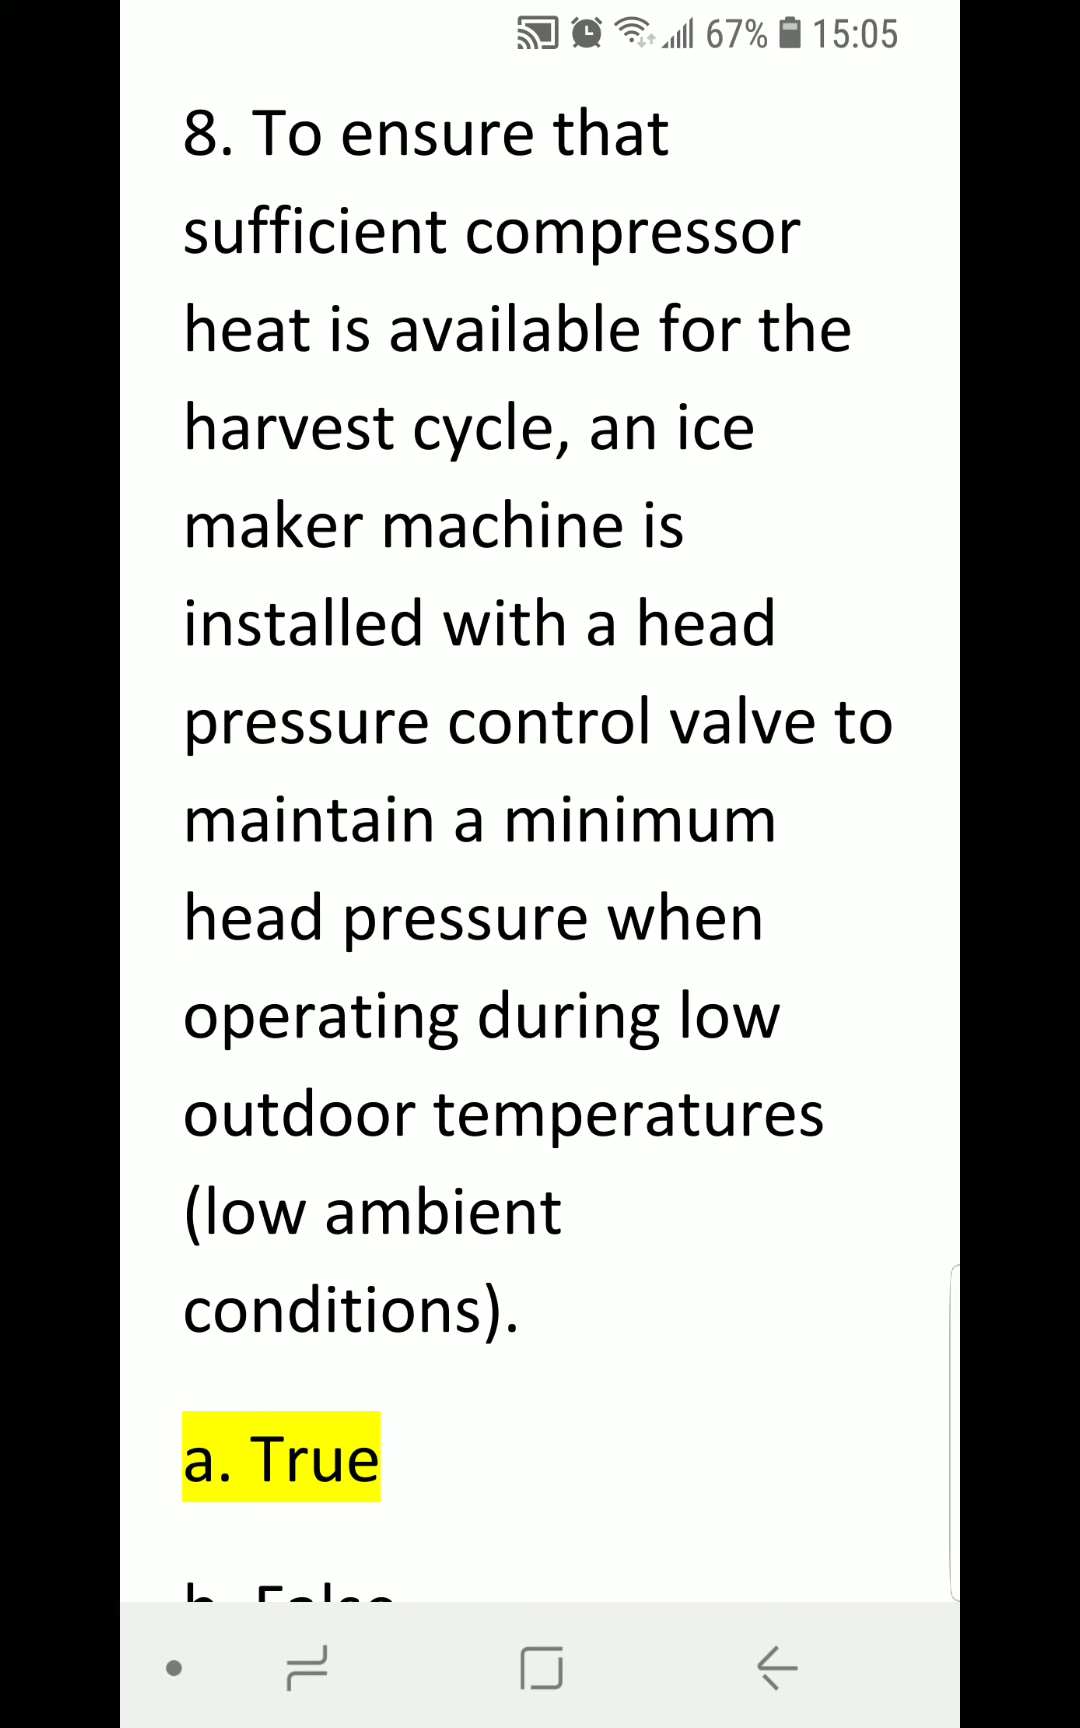 67% 15:05
8. To ensure that
sufficient compressor
heat is available for the
harvest cycle, an ice
maker machine is
installed with a head
pressure control valve to
maintain a minimum
head pressure when
operating during low
outdoor temperatures
(low ambient
conditions).
a. True
b. False